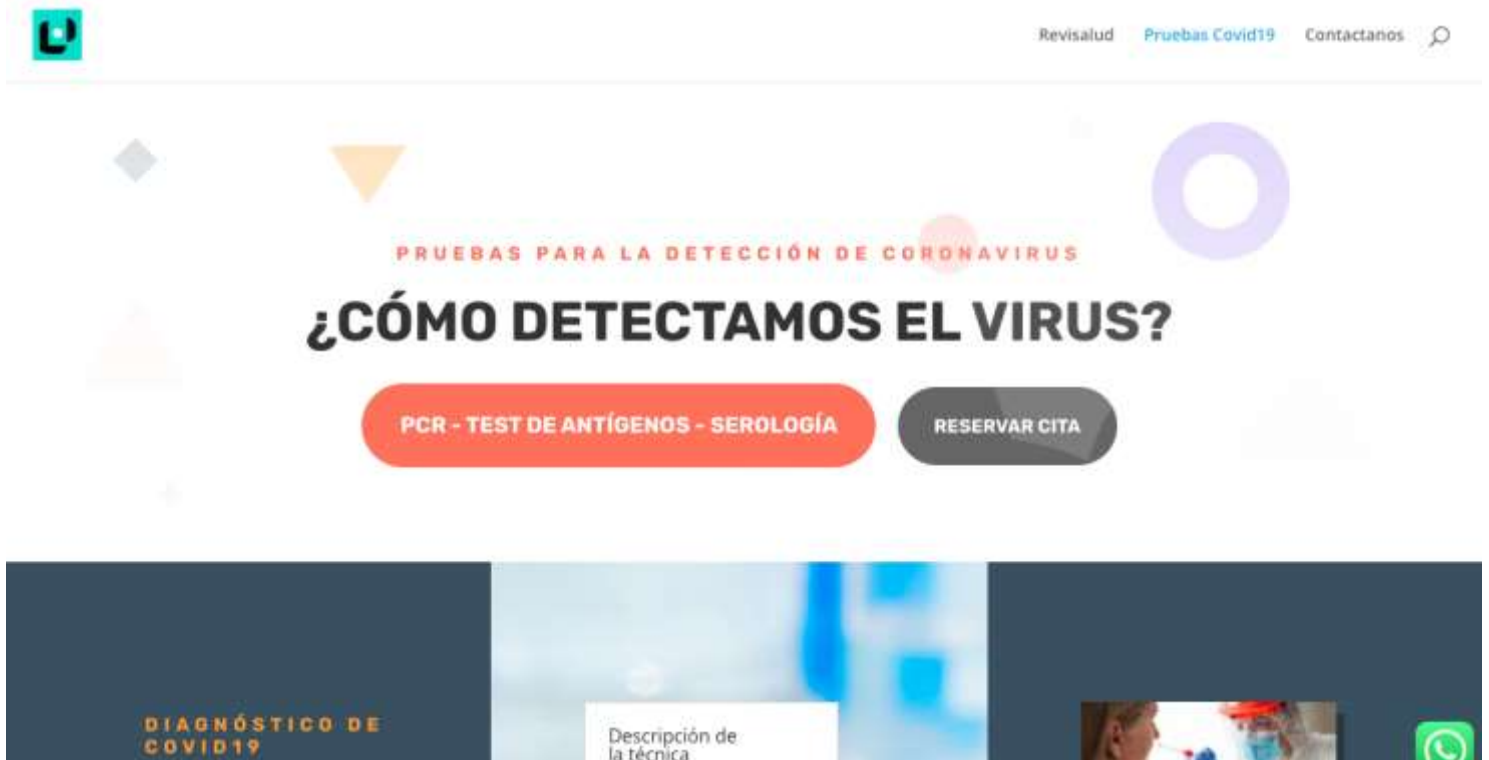 Revisalud Pruebas Covid19 Contactanos
PRUEBAS PARA LA DETECCIÓN DE CORONAVIRUS
¿CÓMO DETECTAMOS EL VIRUS?
PCR - TEST DE ANTÍGENOS - SEROLOGÍA
RESERVAR CITA
DIAGNÓSTICO DE
COVID19
Descripción de
la técnica